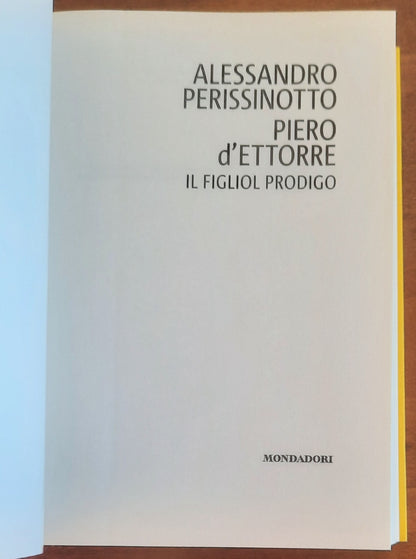 ALESSANDRO
PERISSINOTTO
PIERO
d'ETTORRE
IL FIGLIOL PRODIGO
MONDADORI